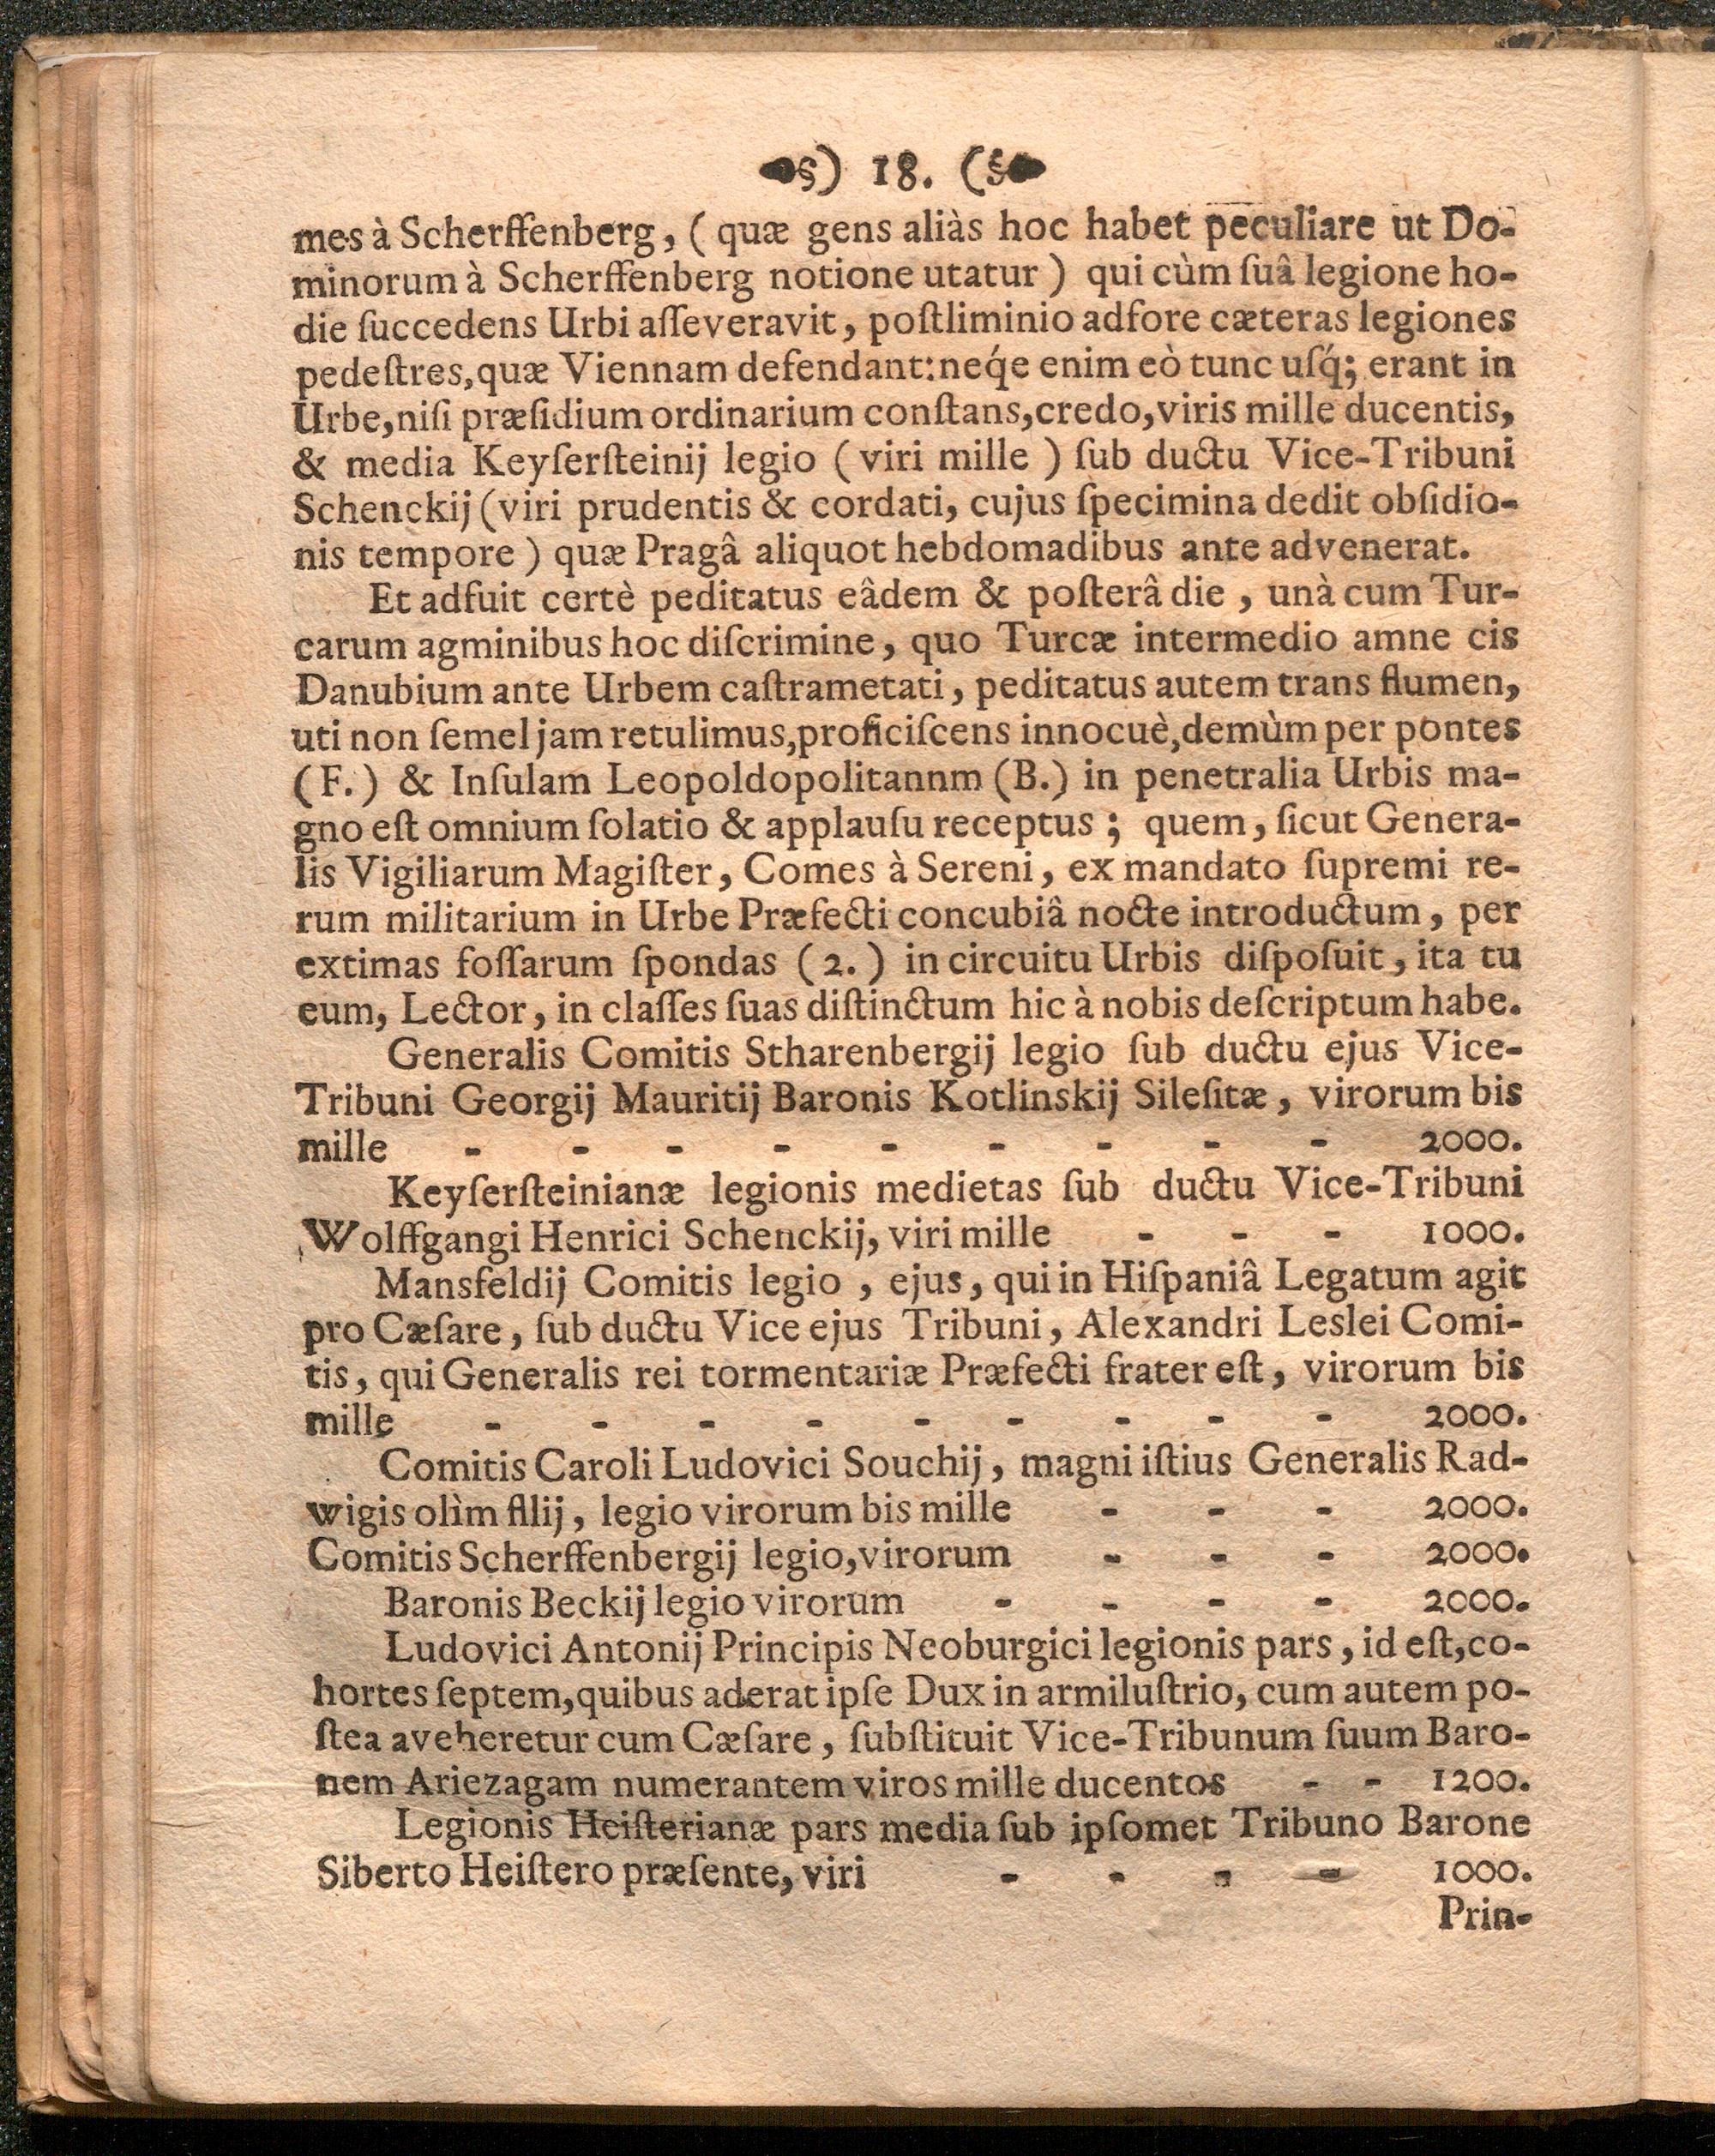 ) 18. (
mes à Scherffenberg, ( quæ gens aliàs hoc habet peculiare ut Do-
minorum à Scherffenberg notione utatur ) qui cùm ſuâ legione ho-
die ſuccedens Urbi aſſeveravit, poſtliminio adfore cæteras legiones
pedeſtres,quæ Viennam defendant:neq́e enim eò tunc uſq́; erant in
Urbe,niſi præſidium ordinarium conſtans,credo,viris mille ducentis,
& media Keyſerſteinij legio ( viri mille ) ſub ductu Vice-Tribuni
Schenckij (viri prudentis & cordati, cujus ſpecimina dedit obſidio-
nis tempore ) quæ Pragâ aliquot hebdomadibus ante advenerat.
Et adfuit certè peditatus eâdem & poſterâ die , unà cum Tur-
carum agminibus hoc diſcrimine, quo Turcæ intermedio amne cis
Danubium ante Urbem caſtrametati, peditatus autem trans flumen,
uti non ſemel jam retulimus,proficiſcens innocuè,demùm per pontes
(F.) & Inſulam Leopoldopolitannm (B.) in penetralia Urbis ma-
gno eſt omnium ſolatio & applauſu receptus ; quem, ſicut Genera-
lis Vigiliarum Magiſter, Comes à Sereni, ex mandato ſupremi re-
rum militarium in Urbe Præfecti concubiâ nocte introductum, per
extimas foſſarum ſpondas (2.) in circuitu Urbis diſpoſuit, ita tu
eum, Lector, in claſſes ſuas diſtinctum hic à nobis deſcriptum habe.
Generalis Comitis Stharenbergij legio ſub ductu ejus Vice-
Tribuni Georgij Mauritij Baronis Kotlinskij Sileſitæ, virorum bis
mille - - - - - - - - - 2000.
Keyſerſteinianæ legionis medietas ſub ductu Vice-Tribuni
Wolffgangi Henrici Schenckij, viri mille - - - 1000.
Mansfeldij Comitis legio , ejus, qui in Hiſpaniâ Legatum agit
pro Cæſare, ſub ductu Vice ejus Tribuni, Alexandri Leslei Comi-
tis, qui Generalis rei tormentariæ Præfecti frater eſt, virorum bis
mille - - - - - - - - - 2000.
Comitis Caroli Ludovici Souchij, magni iſtius Generalis Rad-
wigis olìm filij, legio virorum bis mille - - - 2000.
Comitis Scherffenbergij legio,virorum - - - 2000.
Baronis Beckij legio virorum - - - - 2000.
Ludovici Antonij Principis Neoburgici legionis pars, id eſt,co-
hortes ſeptem,quibus aderat ipſe Dux in armiluſtrio, cum autem po-
ſtea aveheretur cum Cæſare, ſubſtituit Vice-Tribunum ſuum Baro-
nem Ariezagam numerantem viros mille ducentos - - 1200.
Legionis Heiſterianæ pars media ſub ipſomet Tribuno Barone
Siberto Heiſtero præſente, viri - - - - 1000.
Prin-